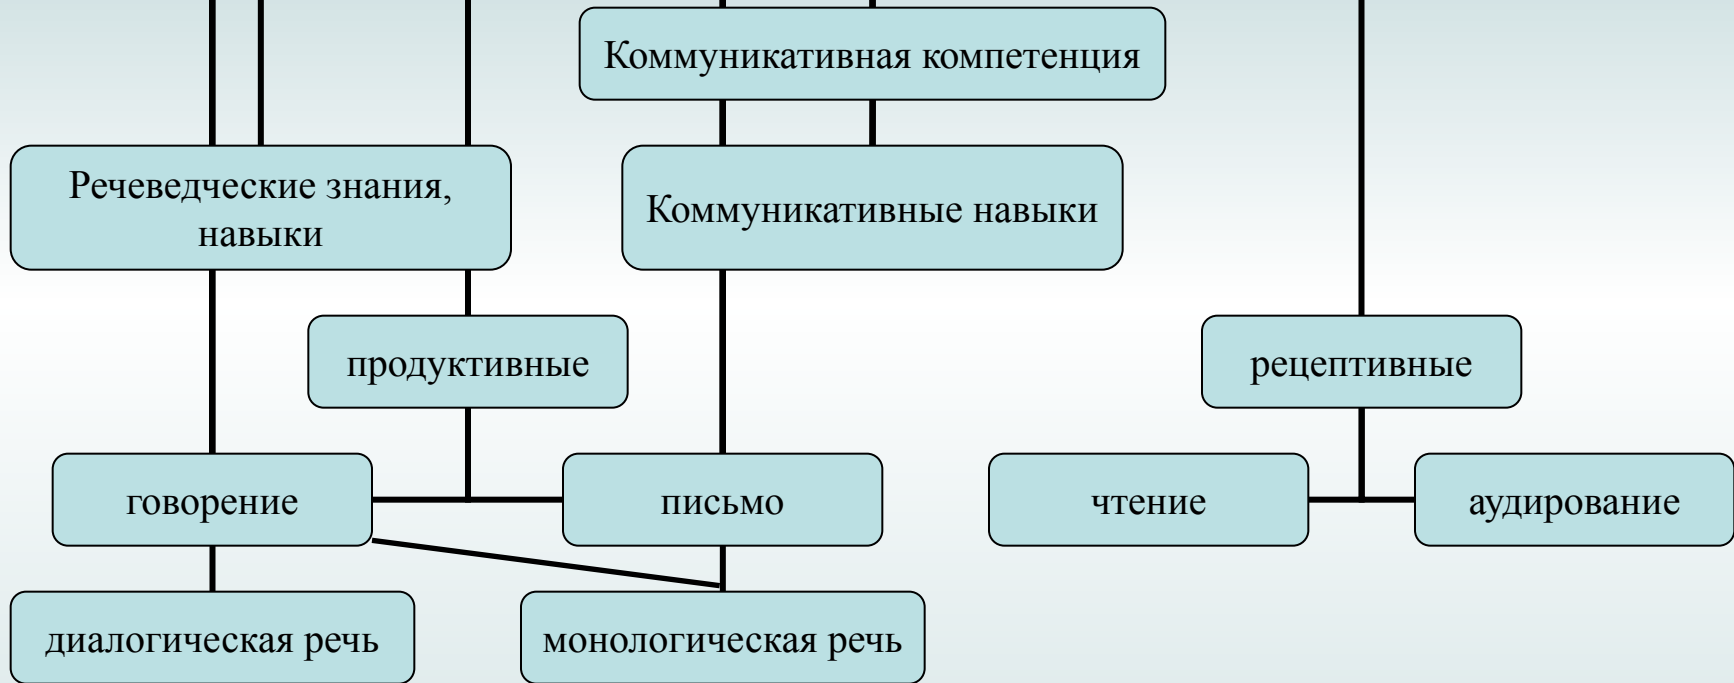 Коммуникативная компетенция
Речеведческие знания,
навыки
Коммуникативные навыки
продуктивные
рецептивные
говорение
письмо
чтение
аудирование
диалогическая речь
монологическая речь